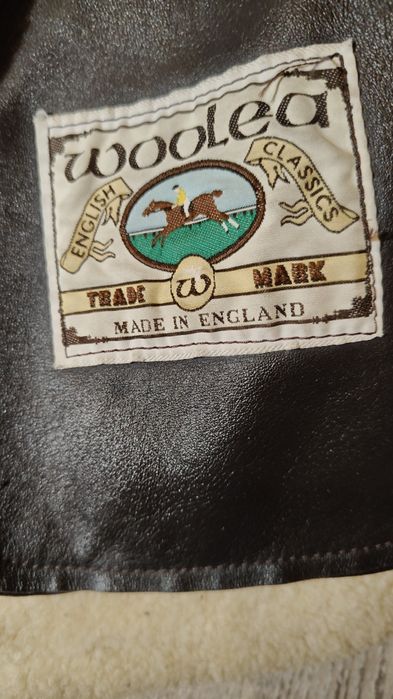 woolea
ENGLISH
CLASSICS
TRADE W MARK
MADE IN ENGLAND